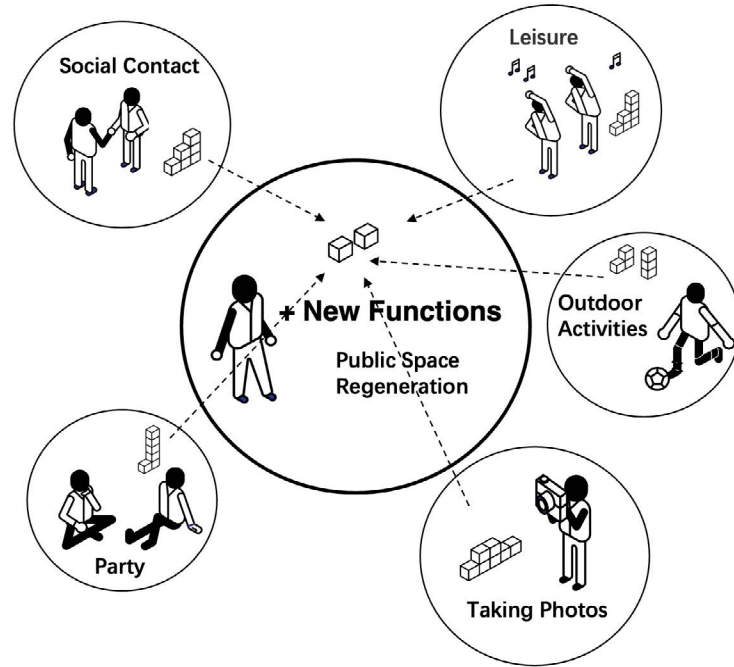 Leisure
Social Contact
+ New Functions
Outdoor
Activities
Public Space
Regeneration
Party
Taking Photos